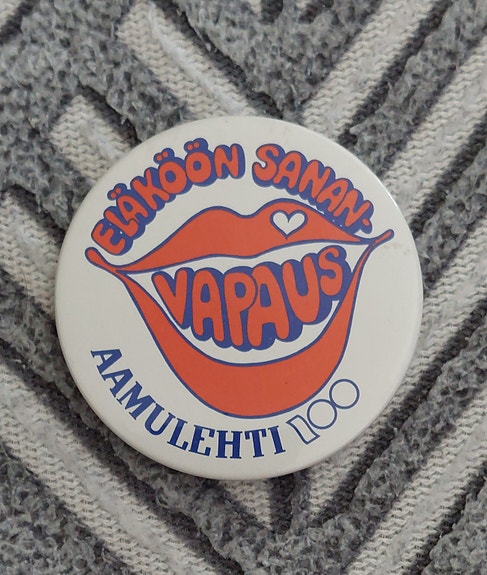 ELÄKÖÖN SANAN-
VAPAUS
AAMULEHTI 100